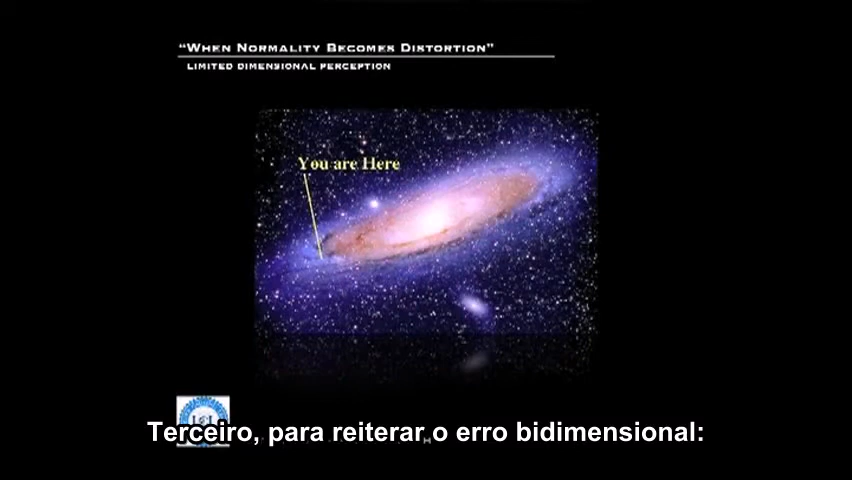 "When Normality Becomes Distortion"
LIMITED DIMENSIONAL PERCEPTION
You are Here
Terceiro, para reiterar o erro bidimensional: